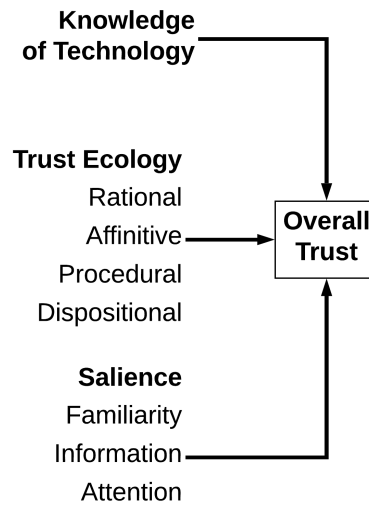 Knowledge
of Technology
Trust Ecology
Rational
Affinitive
Procedural
Dispositional
Overall
Trust
Salience
Familiarity
Information
Attention